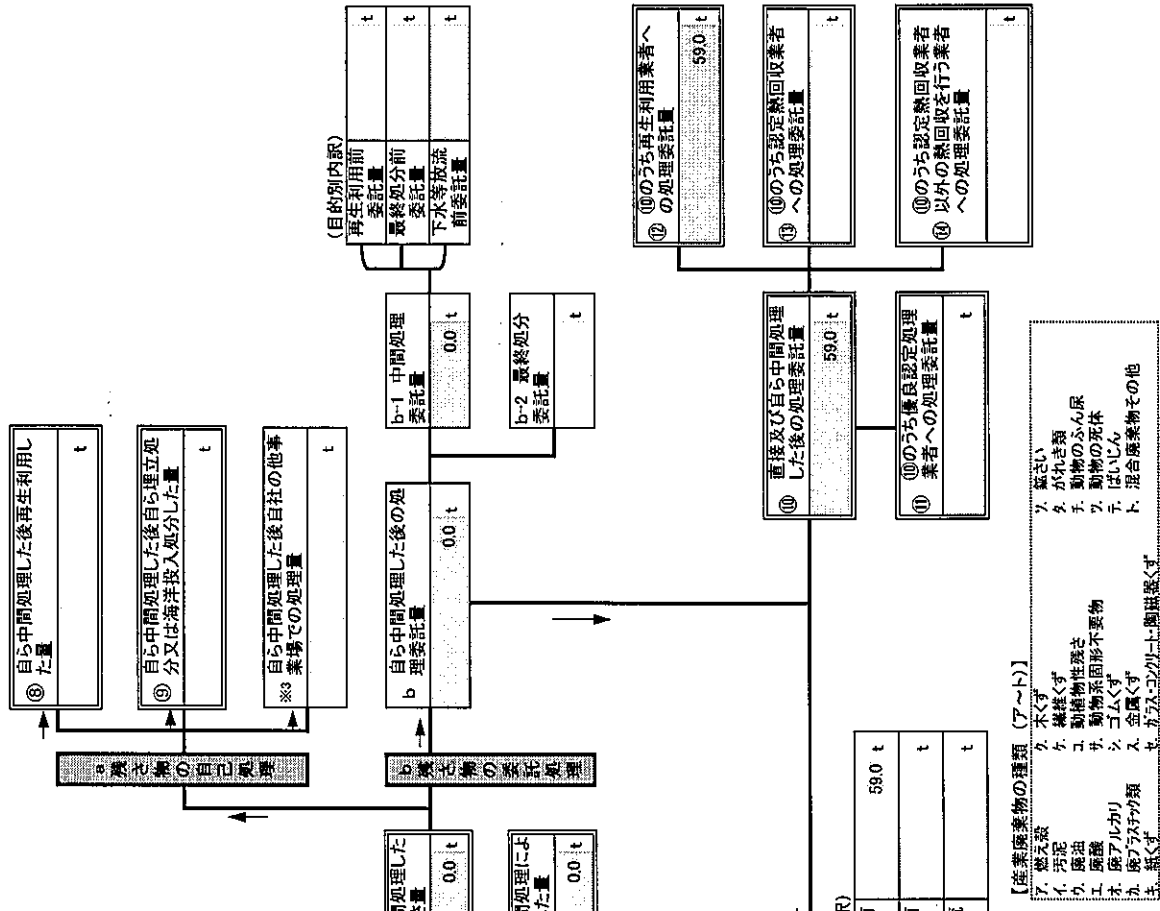 ⑧ 自ら中間処理した後再生利用し
た量
t
⑨ 自ら中間処理した後自ら埋立処
分又は海洋投入処分した量
t
※3 自ら中間処理した後自社の他事
業場での処理量
t
a 残さ物の自己処理
b 残さ物の委託処理
b 自ら中間処理した後の処
理委託量
0.0 t
b-1 中間処理
委託量
0.0 t
b-2 最終処分
委託量
t
(目的別内訳)
再生利用前
委託量
t
最終処分前
委託量
t
下水等放流
前委託量
t
間処理した
量
0.0 t
間処理によ
た量
0.0 t
⑩ 直接及び自ら中間処理
した後の処理委託量
59.0 t
⑪ ⑩のうち優良認定処理
業者への処理委託量
t
⑫ ⑩のうち再生利用業者へ
の処理委託量
59.0 t
⑬ ⑩のうち認定熱回収業者
への処理委託量
t
⑭ ⑩のうち認定熱回収業者
以外の熱回収を行う業者
への処理委託量
t
訳)
59.0 t
t
t
【産業廃棄物の種類 (ア~ト)】
ア. 燃え殻
イ. 汚泥
ウ. 廃油
エ. 廃酸
オ. 廃アルカリ
カ. 廃プラスチック類
キ. 紙くず
ク. 木くず
ケ. 繊維くず
コ. 動植物性残さ
サ. 動物系固形不要物
シ. ゴムくず
ス. 金属くず
セ. ガラス・コンクリート・陶磁器くず
ソ. 鉱さい
タ. がれき類
チ. 動物のふん尿
ツ. 動物の死体
テ. ばいじん
ト. 混合廃棄物その他